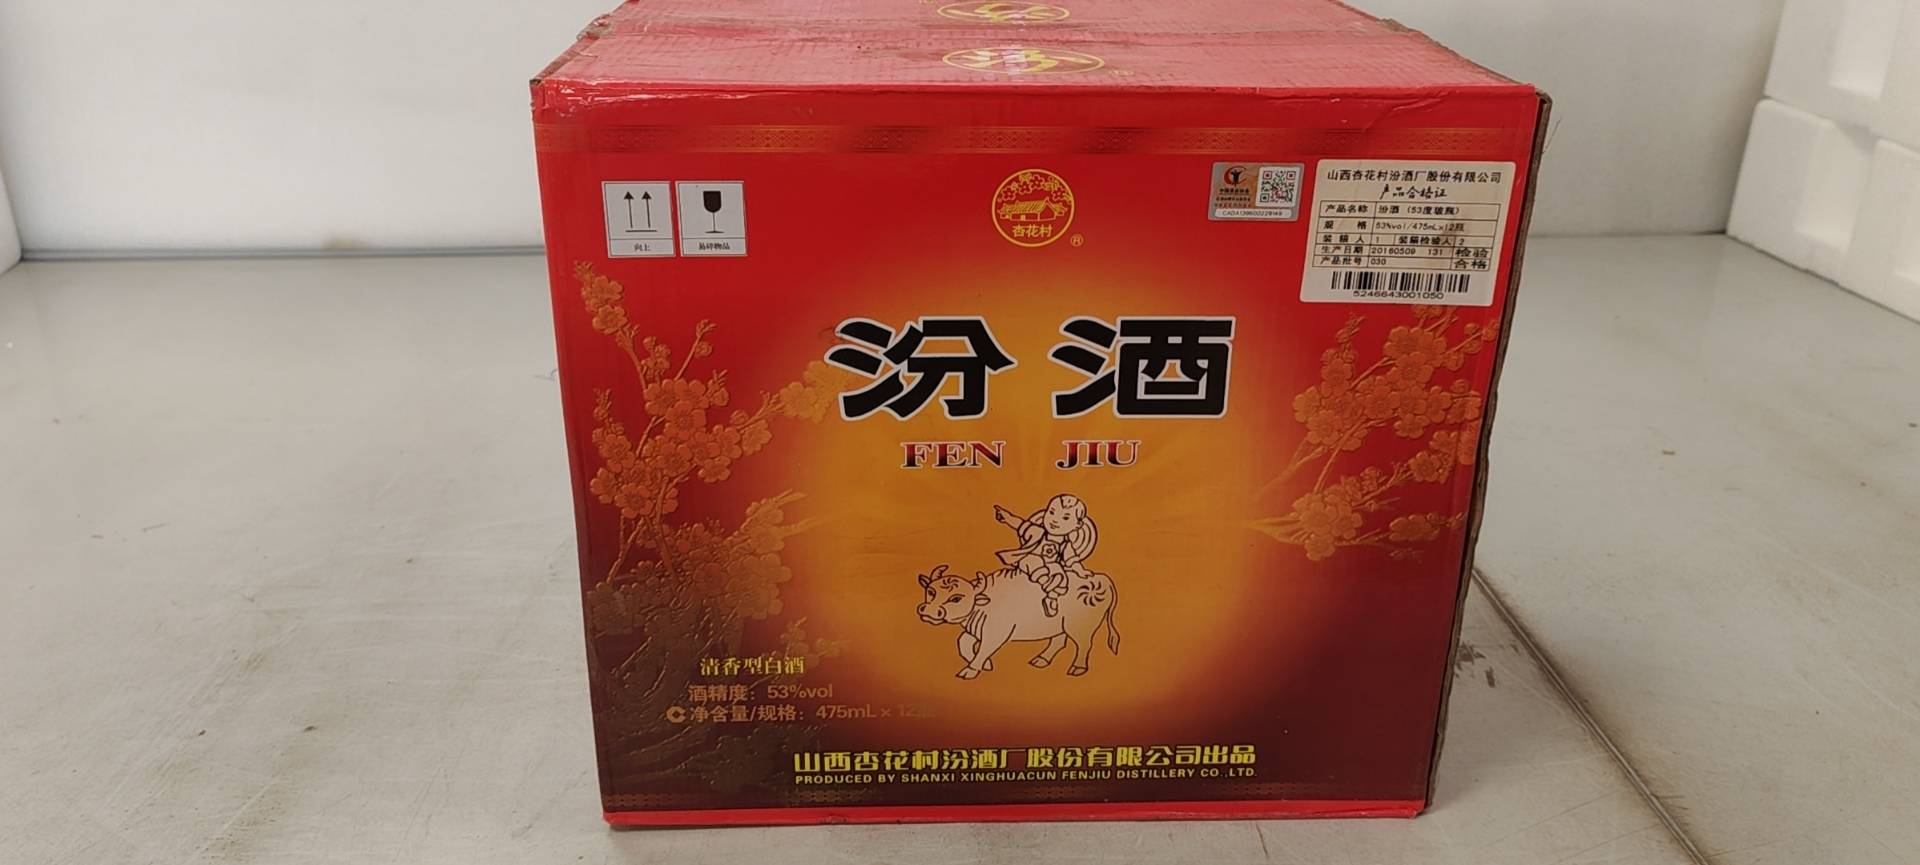 汾
汾
®
向上
易碎物品
杏花村
®
CADA139600229149
山西杏花村汾酒厂股份有限公司
产品合格证
产品名称 汾酒（53度玻瓶）
规 格 53%vol/475mL×12瓶
装箱人 1 装箱检验人 2
生产日期 20160509 131 检验
产品批号 030 合格
5246643001050
汾酒
FEN JIU
清香型白酒
酒精度：53%vol
净含量/规格：475mL×12瓶
山西杏花村汾酒厂股份有限公司出品
PRODUCED BY SHANXI XINGHUACUN FENJIU DISTILLERY CO.,LTD.